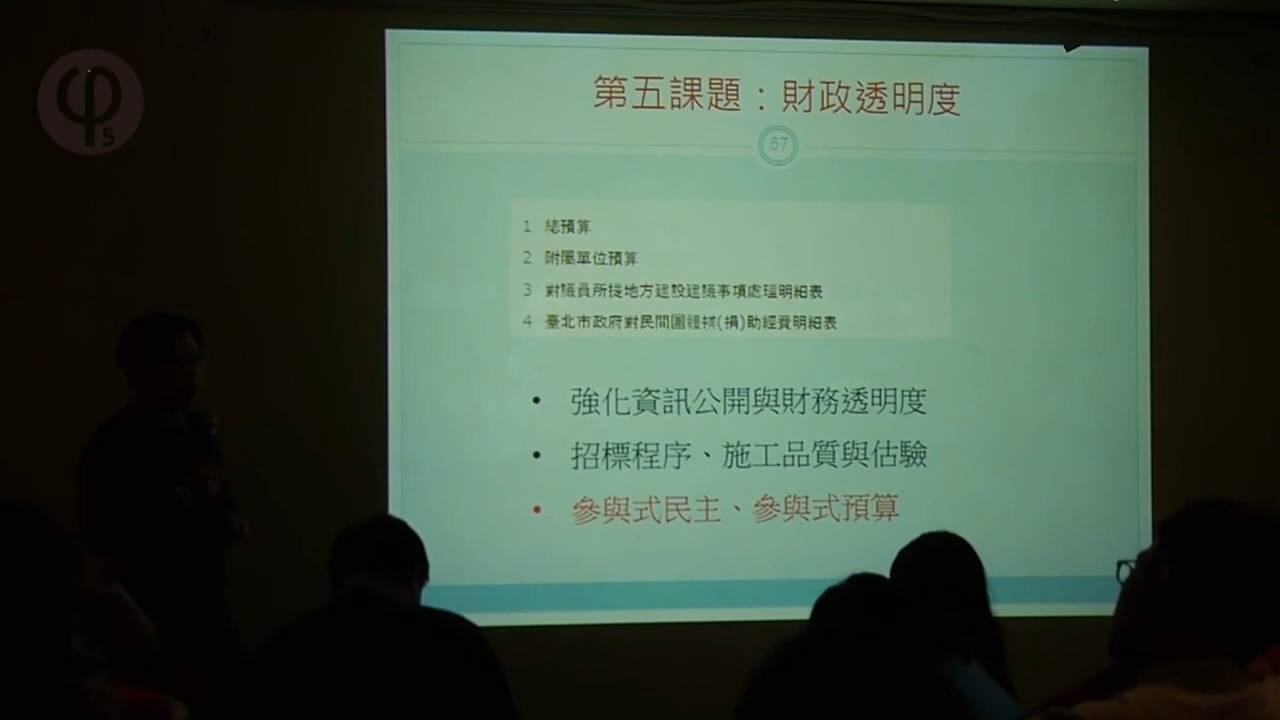 φ5
第五課題：財政透明度
57
1 總預算
2 附屬單位預算
3 對議員所提地方建設建議事項處理明細表
4 臺北市政府對民間團體補(捐)助經費明細表
• 強化資訊公開與財務透明度
• 招標程序、施工品質與估驗
• 參與式民主、參與式預算